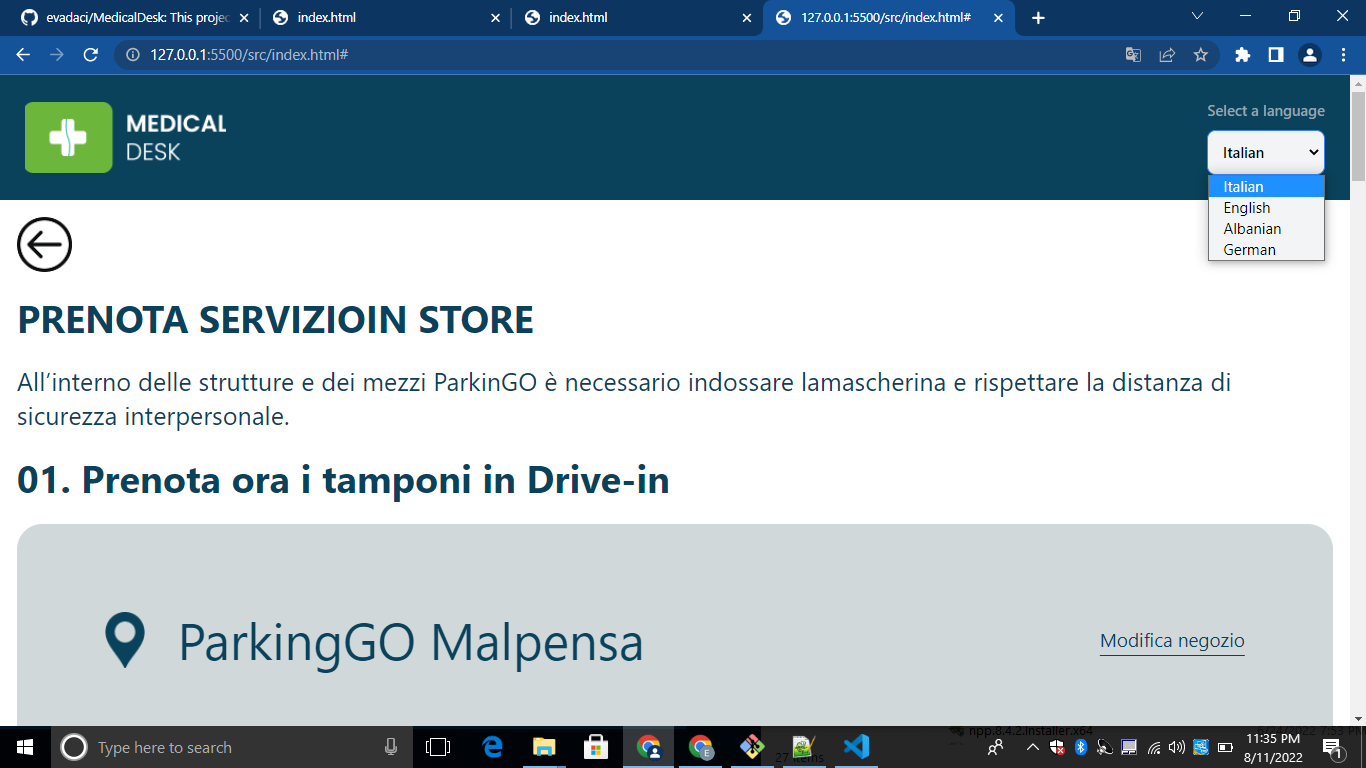 evadaci/MedicalDesk: This projec
index.html
index.html
127.0.0.1:5500/src/index.html#
127.0.0.1:5500/src/index.html#
MEDICAL
DESK
Select a language
Italian
Italian
English
Albanian
German
PRENOTA SERVIZIOIN STORE
All’interno delle strutture e dei mezzi ParkinGO è necessario indossare lamascherina e rispettare la distanza di
sicurezza interpersonale.
01. Prenota ora i tamponi in Drive-in
ParkingGO Malpensa
Modifica negozio
Type here to search
27 items
npp.8.4.2.Installer.x64
11:35 PM
8/11/2022
1